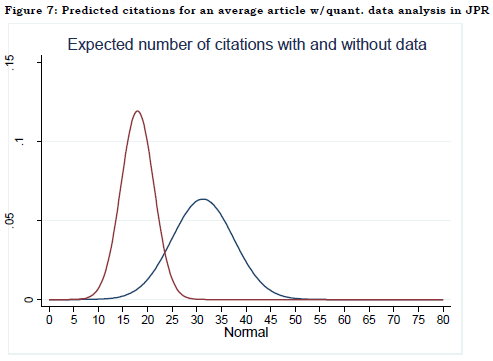 Figure 7: Predicted citations for an average article w/quant. data analysis in JPR
Expected number of citations with and without data
.15
.1
.05
0
0 5 10 15 20 25 30 35 40 45 50 55 60 65 70 75 80
Normal